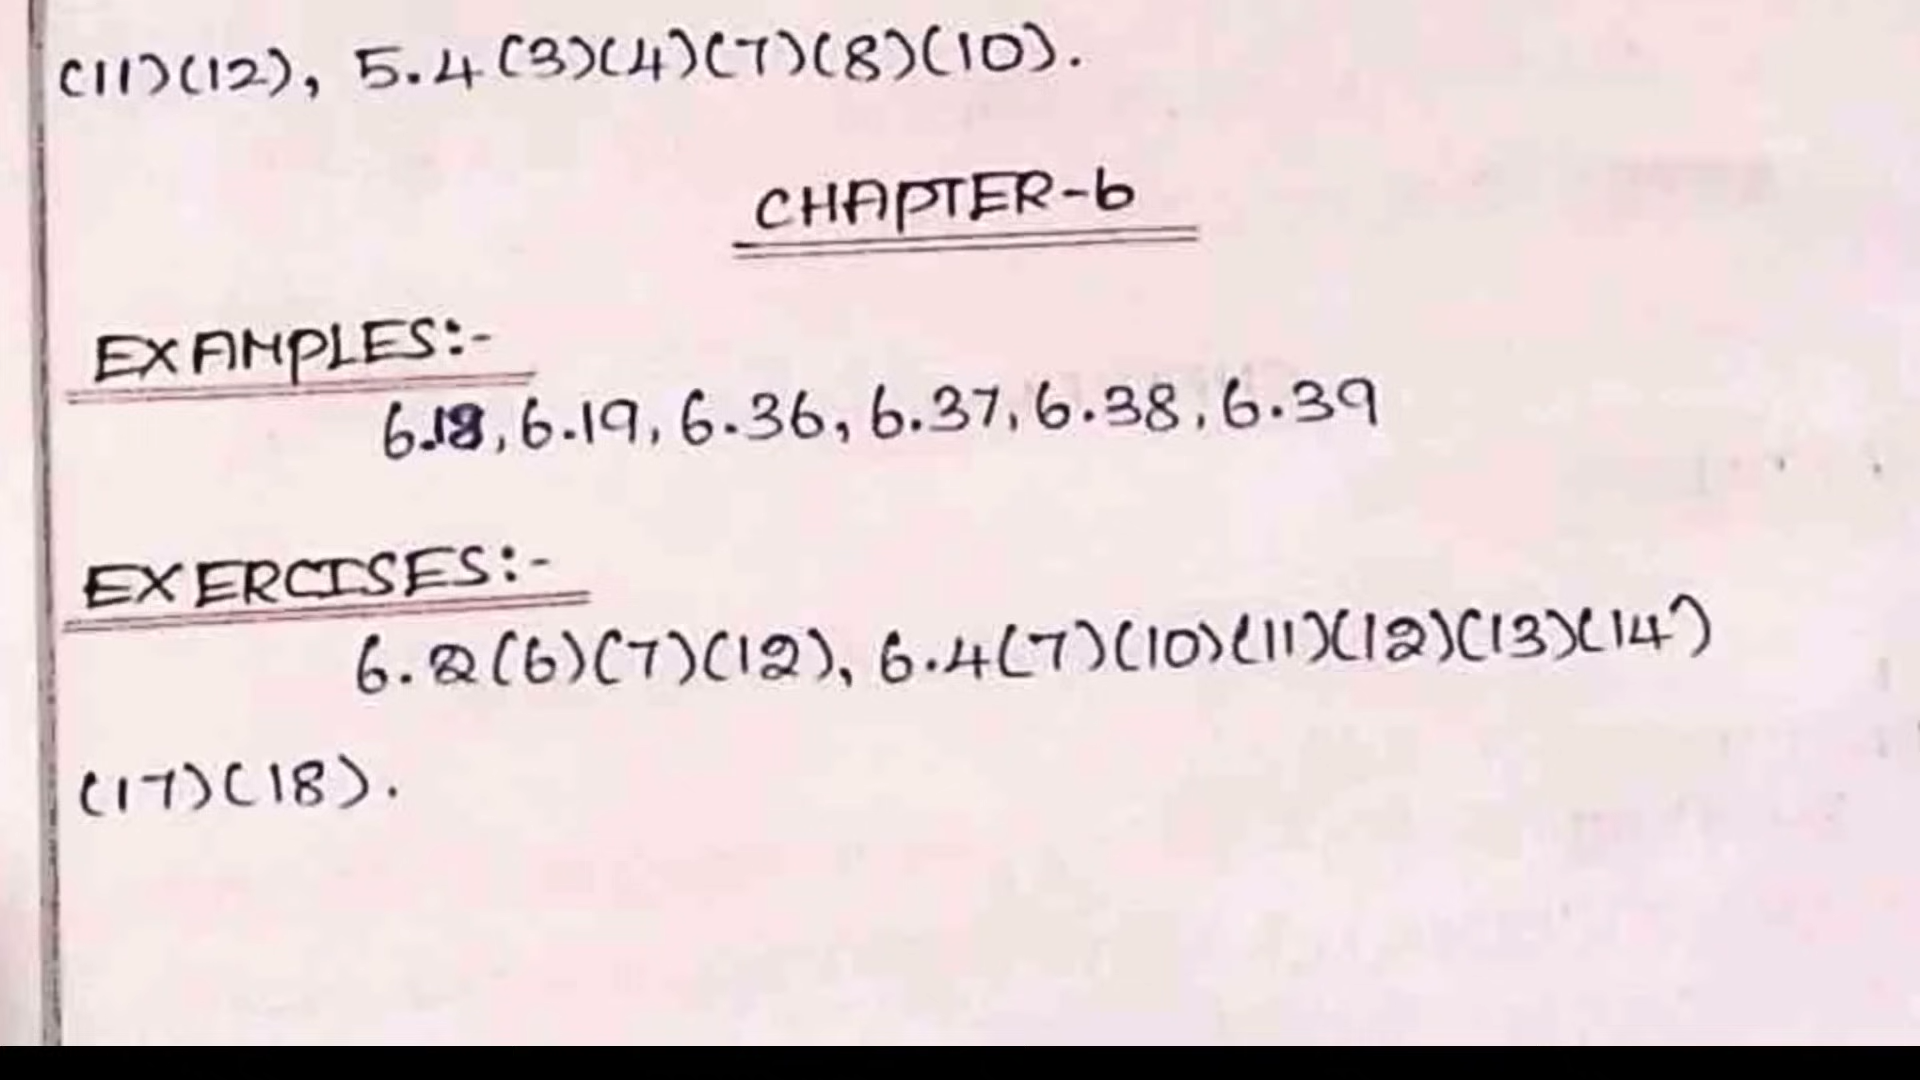 (11)(12), 5.4(3)(4)(7)(8)(10).
CHAPTER-6
EXAMPLES:-
6.18, 6.19, 6.36, 6.37, 6.38, 6.39
EXERCISES:-
6.2(6)(7)(12), 6.4(7)(10)(11)(12)(13)(14)
(17)(18).